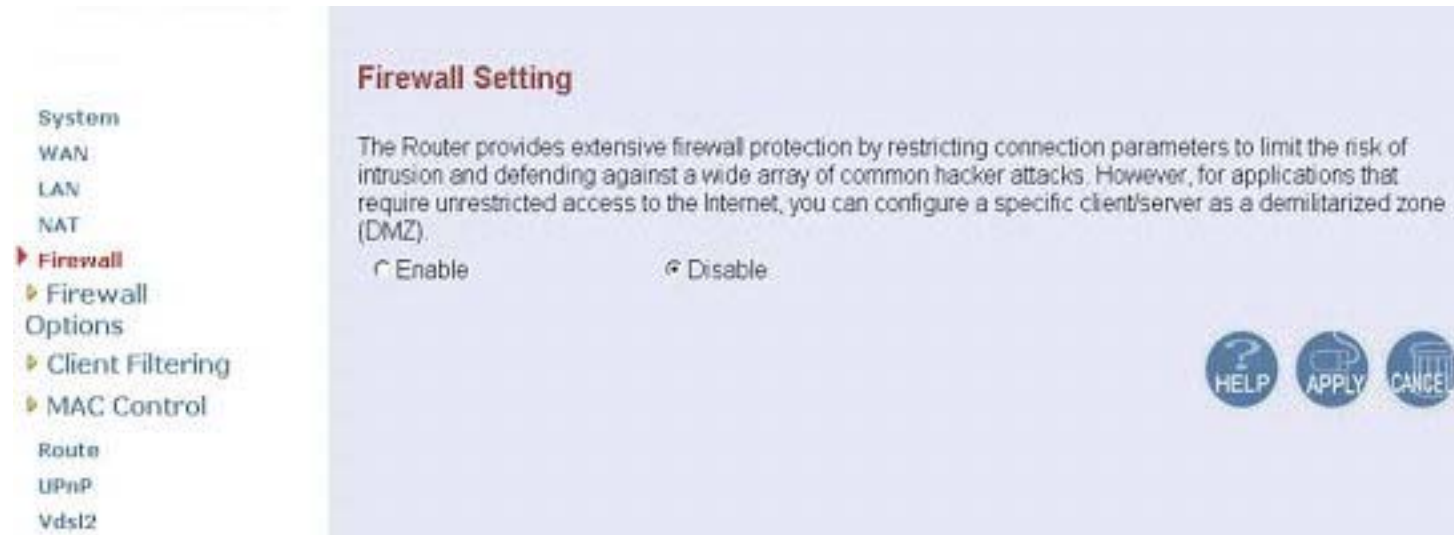 System
WAN
LAN
NAT
Firewall
Firewall
Options
Client Filtering
MAC Control
Route
UPnP
Vdsl2
Firewall Setting
The Router provides extensive firewall protection by restricting connection parameters to limit the risk of
intrusion and defending against a wide array of common hacker attacks. However, for applications that
require unrestricted access to the Internet, you can configure a specific client/server as a demilitarized zone
(DMZ).
Enable Disable
HELP APPLY CANCEL